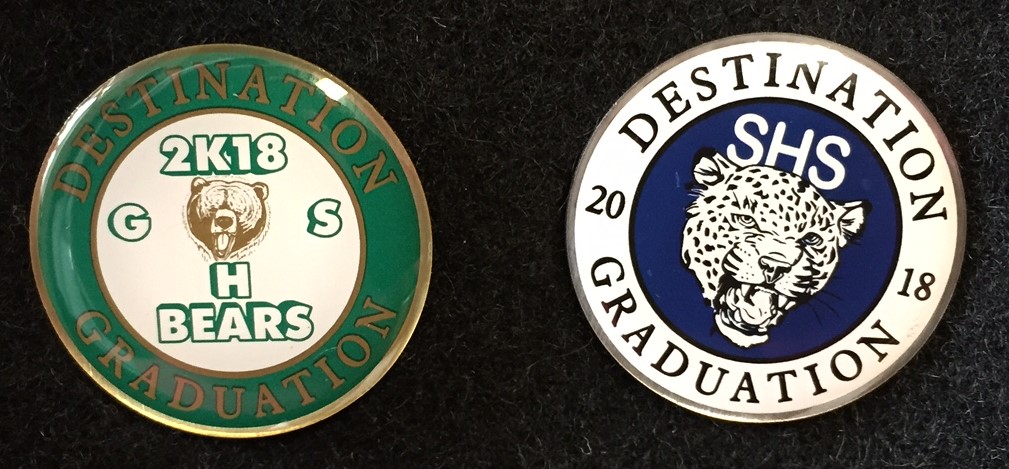 DESTINATION
2K18
G S
H
BEARS
GRADUATION
DESTINATION
SHS
20 18
GRADUATION